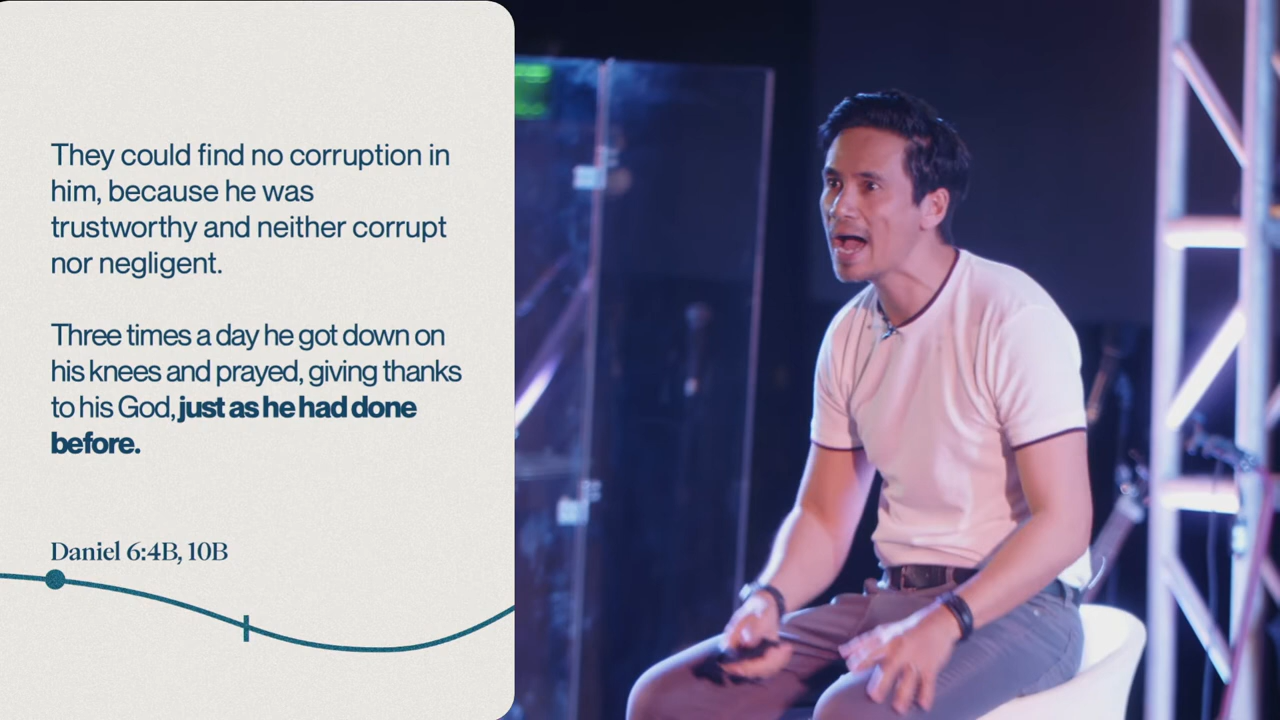 They could find no corruption in
him, because he was
trustworthy and neither corrupt
nor negligent.
Three times a day he got down on
his knees and prayed, giving thanks
to his God, just as he had done
before.
Daniel 6:4B, 10B